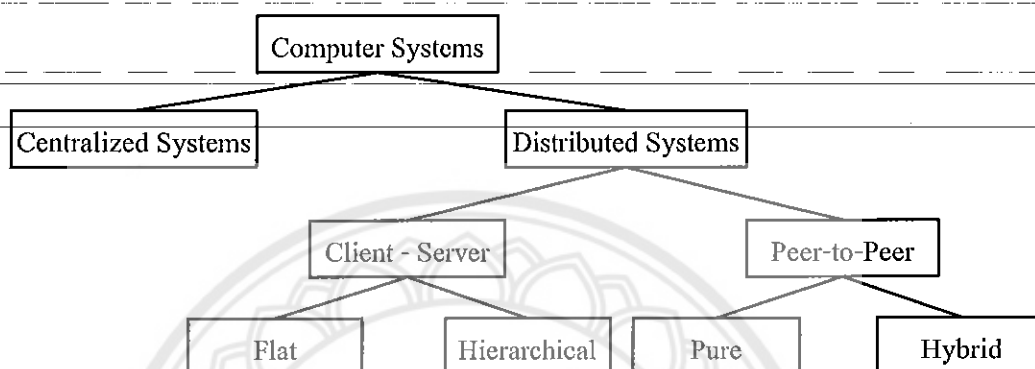 Computer Systems
Centralized Systems
Distributed Systems
Client - Server
Peer-to-Peer
Flat
Hierarchical
Pure
Hybrid